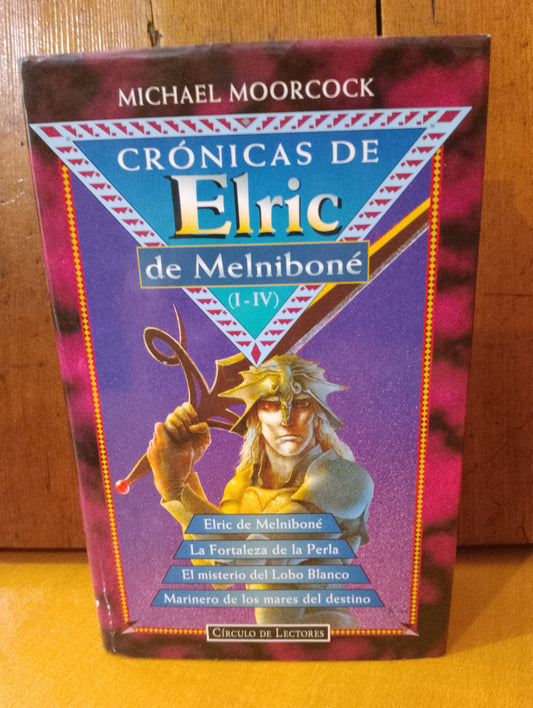 MICHAEL MOORCOCK
CRÓNICAS DE
Elric
de Melniboné
(I - IV)
Elric de Melniboné
La Fortaleza de la Perla
El misterio del Lobo Blanco
Marinero de los mares del destino
CÍRCULO DE LECTORES